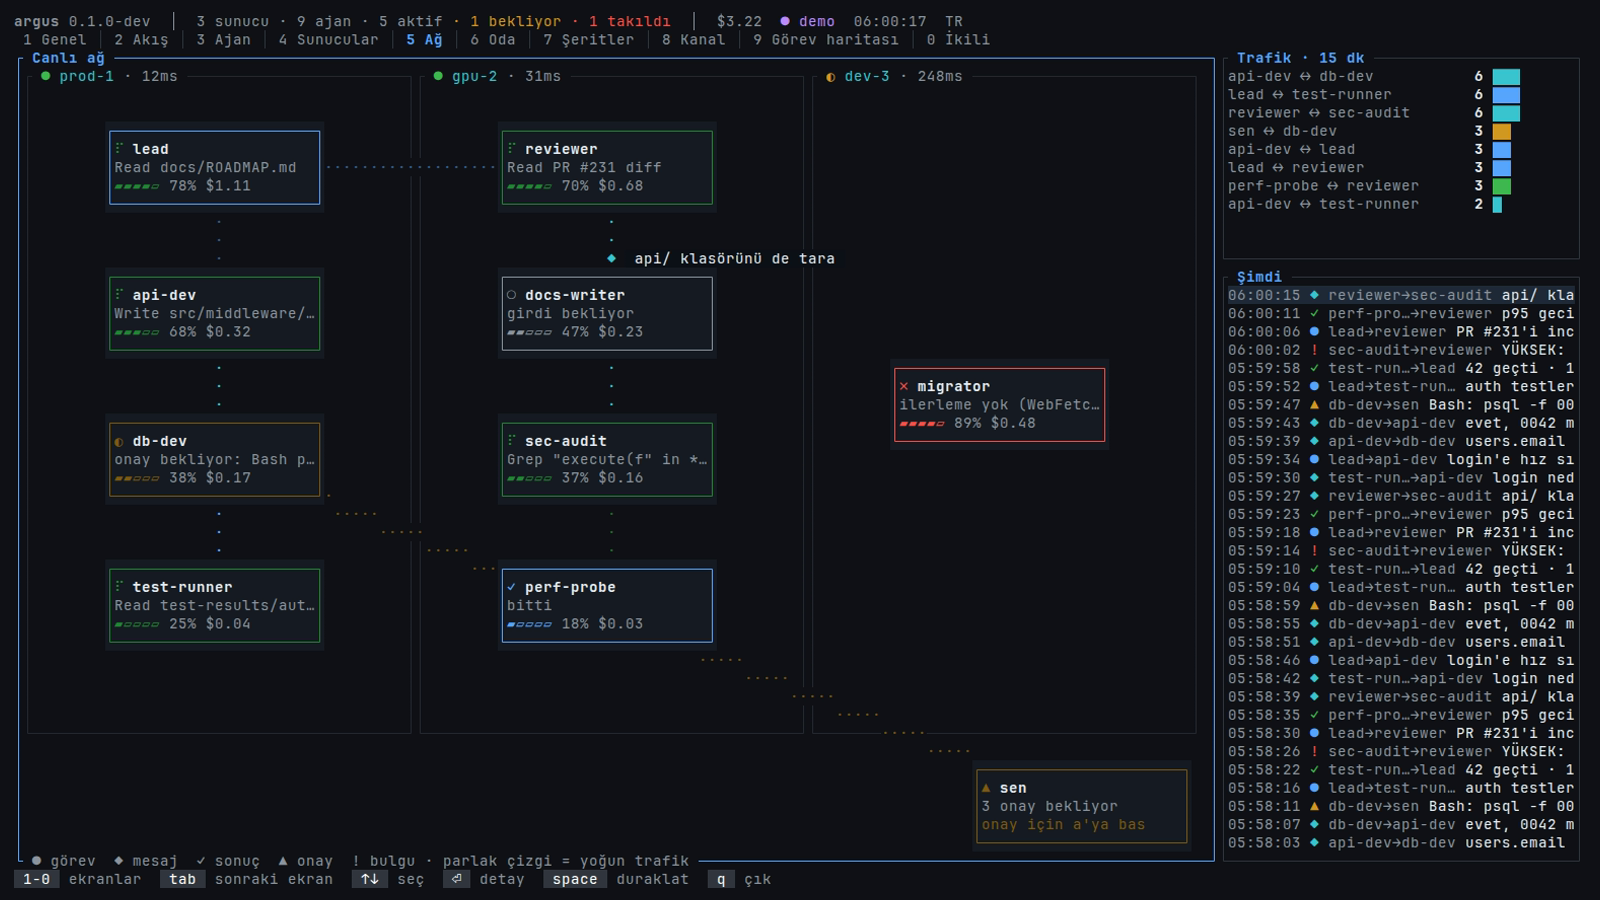 argus 0.1.0-dev │ 3 sunucu · 9 ajan · 5 aktif · 1 bekliyor · 1 takıldı │ $3.22 ● demo 06:00:17 TR
1 Genel │ 2 Akış │ 3 Ajan │ 4 Sunucular │ 5 Ağ │ 6 Oda │ 7 Şeritler │ 8 Kanal │ 9 Görev haritası │ 0 İkili
Canlı ağ
● prod-1 · 12ms
lead
Read docs/ROADMAP.md
78% $1.11
api-dev
Write src/middleware/…
68% $0.32
◐ db-dev
onay bekliyor: Bash p…
38% $0.17
test-runner
Read test-results/aut…
25% $0.04
● gpu-2 · 31ms
reviewer
Read PR #231 diff
70% $0.68
◆ api/ klasörünü de tara
○ docs-writer
girdi bekliyor
47% $0.23
sec-audit
Grep "execute(f" in *…
37% $0.16
✓ perf-probe
bitti
18% $0.03
◐ dev-3 · 248ms
✕ migrator
ilerleme yok (WebFetc…
89% $0.48
▲ sen
3 onay bekliyor
onay için a'ya bas
Trafik · 15 dk
api-dev ↔ db-dev 6
lead ↔ test-runner 6
reviewer ↔ sec-audit 6
sen ↔ db-dev 3
api-dev ↔ lead 3
lead ↔ reviewer 3
perf-probe ↔ reviewer 3
api-dev ↔ test-runner 2
Şimdi
06:00:15 ◆ reviewer→sec-audit api/ kla
06:00:11 ✓ perf-pro…→reviewer p95 geci
06:00:06 ● lead→reviewer PR #231'i inc
06:00:02 ! sec-audit→reviewer YÜKSEK:
05:59:58 ✓ test-run…→lead 42 geçti · 1
05:59:52 ● lead→test-run… auth testler
05:59:47 ▲ db-dev→sen Bash: psql -f 00
05:59:43 ◆ db-dev→api-dev evet, 0042 m
05:59:39 ◆ api-dev→db-dev users.email
05:59:34 ● lead→api-dev login'e hız sı
05:59:30 ◆ test-run…→api-dev login ned
05:59:27 ◆ reviewer→sec-audit api/ kla
05:59:23 ✓ perf-pro…→reviewer p95 geci
05:59:18 ● lead→reviewer PR #231'i inc
05:59:14 ! sec-audit→reviewer YÜKSEK:
05:59:10 ✓ test-run…→lead 42 geçti · 1
05:59:04 ● lead→test-run… auth testler
05:58:59 ▲ db-dev→sen Bash: psql -f 00
05:58:55 ◆ db-dev→api-dev evet, 0042 m
05:58:51 ◆ api-dev→db-dev users.email
05:58:46 ● lead→api-dev login'e hız sı
05:58:42 ◆ test-run…→api-dev login ned
05:58:39 ◆ reviewer→sec-audit api/ kla
05:58:35 ✓ perf-pro…→reviewer p95 geci
05:58:30 ● lead→reviewer PR #231'i inc
05:58:26 ! sec-audit→reviewer YÜKSEK:
05:58:22 ✓ test-run…→lead 42 geçti · 1
05:58:16 ● lead→test-run… auth testler
05:58:11 ▲ db-dev→sen Bash: psql -f 00
05:58:07 ◆ db-dev→api-dev evet, 0042 m
05:58:03 ◆ api-dev→db-dev users.email
● görev ◆ mesaj ✓ sonuç ▲ onay ! bulgu · parlak çizgi = yoğun trafik
1-0 ekranlar tab sonraki ekran ↑↓ seç ⏎ detay space duraklat q çık